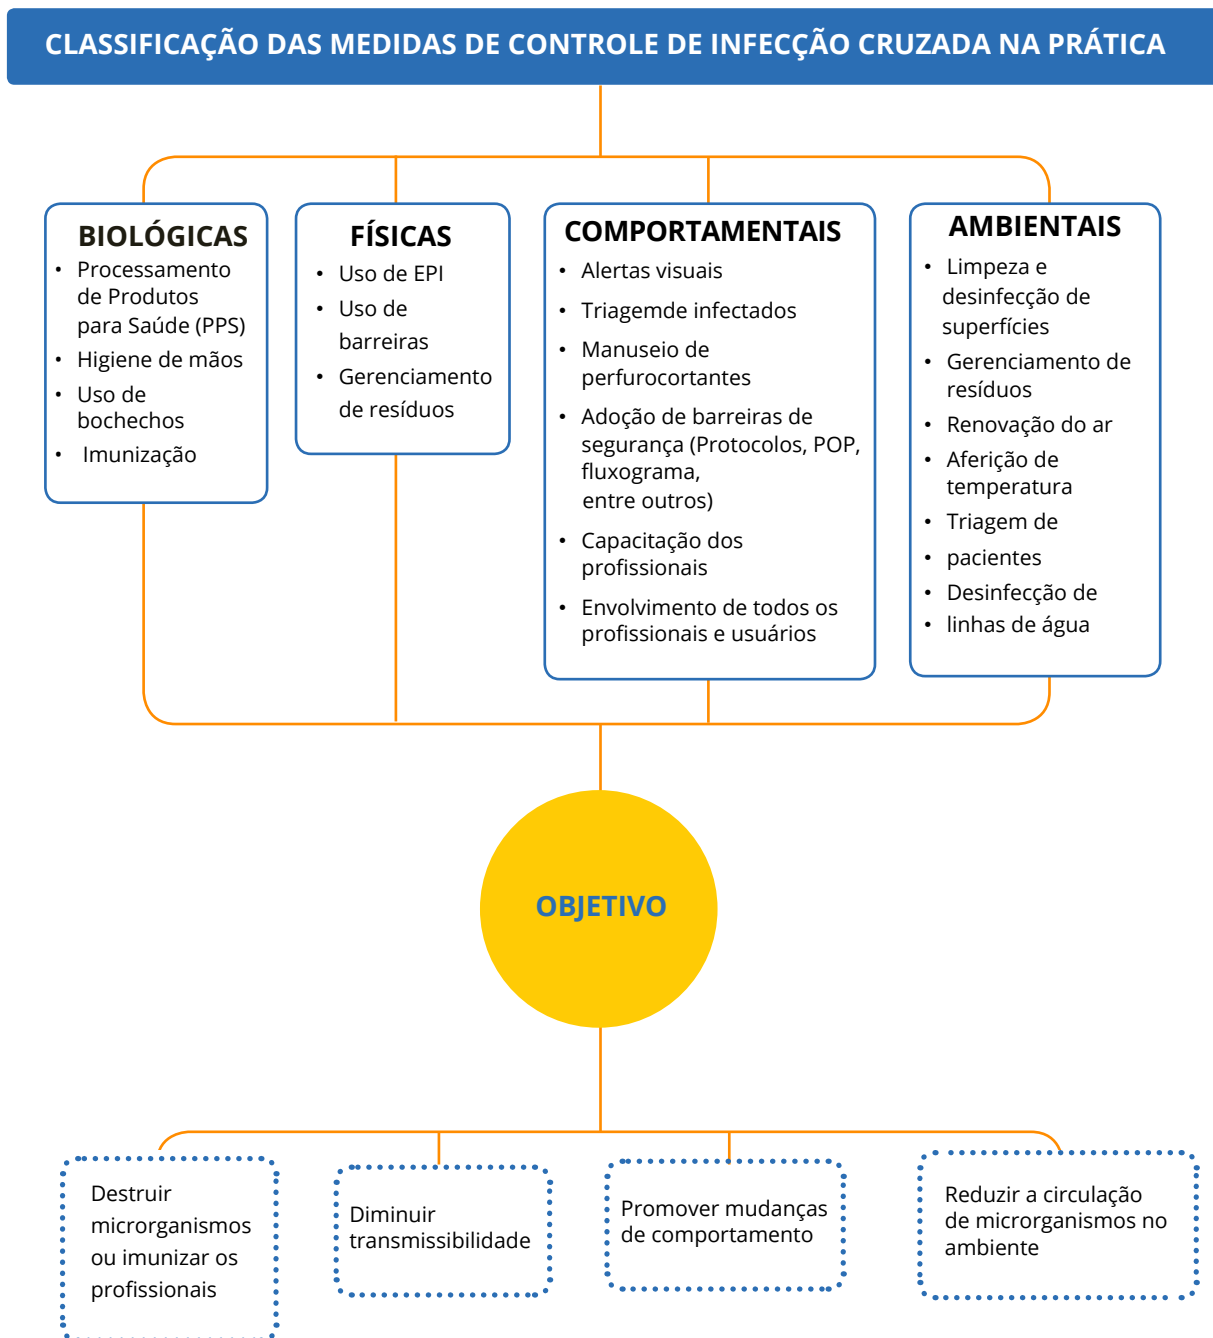 CLASSIFICAÇÃO DAS MEDIDAS DE CONTROLE DE INFECÇÃO CRUZADA NA PRÁTICA
BIOLÓGICAS
• Processamento
de Produtos
para Saúde (PPS)
• Higiene de mãos
• Uso de
bochechos
• Imunização
FÍSICAS
• Uso de EPI
• Uso de
barreiras
• Gerenciamento
de resíduos
COMPORTAMENTAIS
• Alertas visuais
• Triagemde infectados
• Manuseio de
perfurocortantes
• Adoção de barreiras de
segurança (Protocolos, POP,
fluxograma,
entre outros)
• Capacitação dos
profissionais
• Envolvimento de todos os
profissionais e usuários
AMBIENTAIS
• Limpeza e
desinfecção de
superfícies
• Gerenciamento de
resíduos
• Renovação do ar
• Aferição de
temperatura
• Triagem de
• pacientes
• Desinfecção de
• linhas de água
OBJETIVO
Destruir
microrganismos
ou imunizar os
profissionais
Diminuir
transmissibilidade
Promover mudanças
de comportamento
Reduzir a circulação
de microrganismos no
ambiente